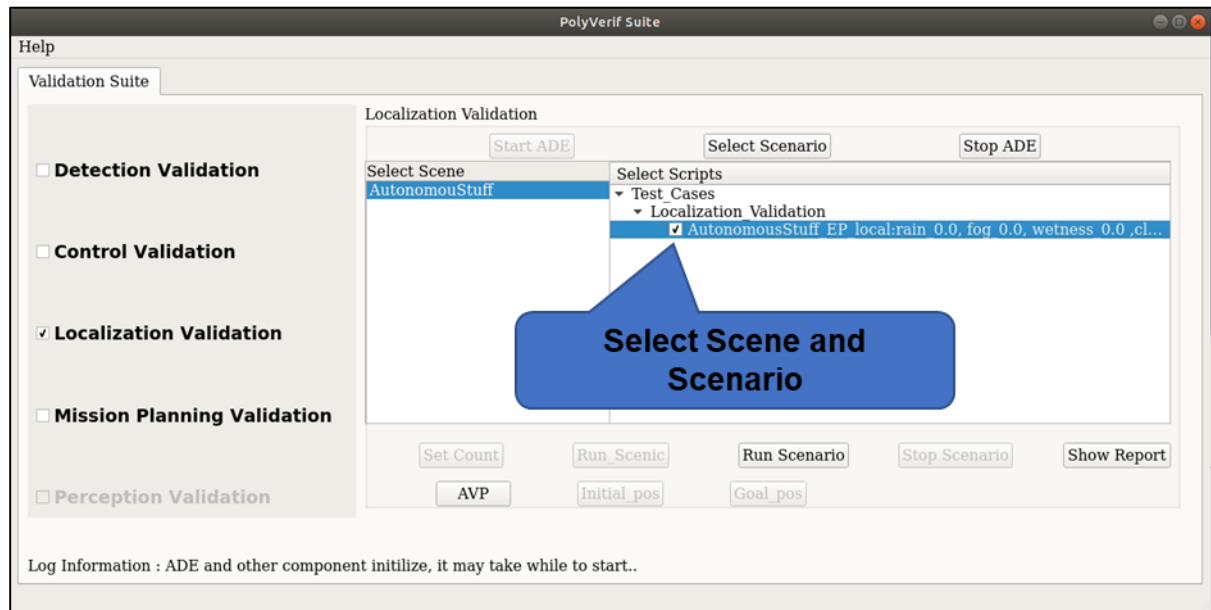 PolyVerif Suite
Help
Validation Suite
Localization Validation
Start ADE
Select Scenario
Stop ADE
Detection Validation
Control Validation
Localization Validation
Mission Planning Validation
Perception Validation
Select Scene
AutonomouStuff
Select Scripts
Test_Cases
Localization_Validation
AutonomousStuff_EP_local:rain_0.0, fog_0.0, wetness_0.0 ,cl...
Select Scene and
Scenario
Set Count
Run_Scenic
Run Scenario
Stop Scenario
Show Report
AVP
Initial_pos
Goal_pos
Log Information : ADE and other component initilize, it may take while to start..